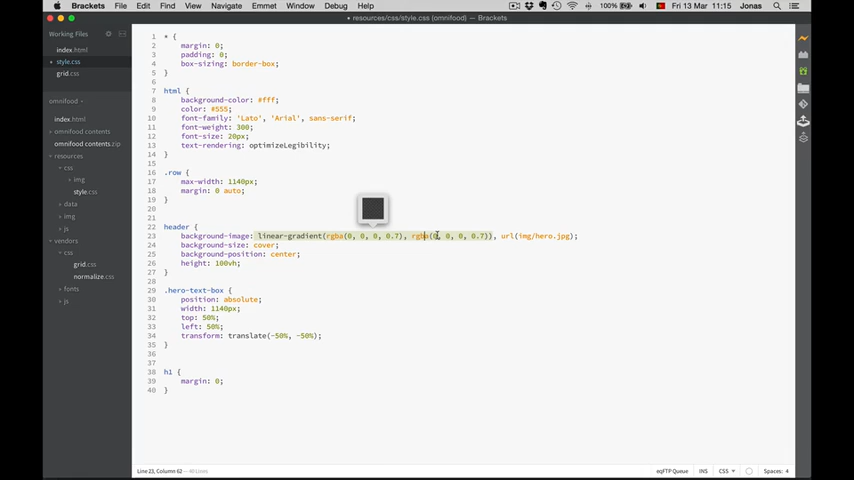 Brackets File Edit Find View Navigate Emmet Window Debug Help 100% Fri 13 Mar 11:15 Jonas
• resources/css/style.css (omnifood) — Brackets
Working Files
index.html
• style.css
grid.css
omnifood
index.html
omnifood contents
omnifood contents.zip
resources
css
img
style.css
data
img
js
vendors
css
grid.css
normalize.css
fonts
js
1 * {
2 margin: 0;
3 padding: 0;
4 box-sizing: border-box;
5 }
6
7 html {
8 background-color: #fff;
9 color: #555;
10 font-family: 'Lato', 'Arial', sans-serif;
11 font-weight: 300;
12 font-size: 20px;
13 text-rendering: optimizeLegibility;
14 }
15
16 .row {
17 max-width: 1140px;
18 margin: 0 auto;
19 }
20
21
22 header {
23 background-image: linear-gradient(rgba(0, 0, 0, 0.7), rgba(0, 0, 0, 0.7)), url(img/hero.jpg);
24 background-size: cover;
25 background-position: center;
26 height: 100vh;
27 }
28
29 .hero-text-box {
30 position: absolute;
31 width: 1140px;
32 top: 50%;
33 left: 50%;
34 transform: translate(-50%, -50%);
35 }
36
37
38 h1 {
39 margin: 0;
40 }
Line 23, Column 62 — 40 Lines
eqFTP Queue INS CSS Spaces: 4